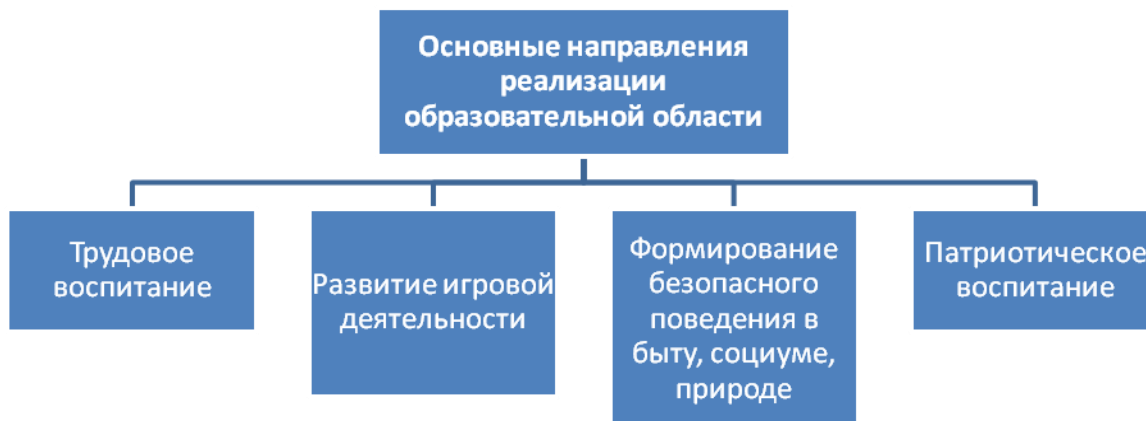 Основные направления
реализации
образовательной области
Трудовое
воспитание
Развитие игровой
деятельности
Формирование
безопасного
поведения в
быту, социуме,
природе
Патриотическое
воспитание